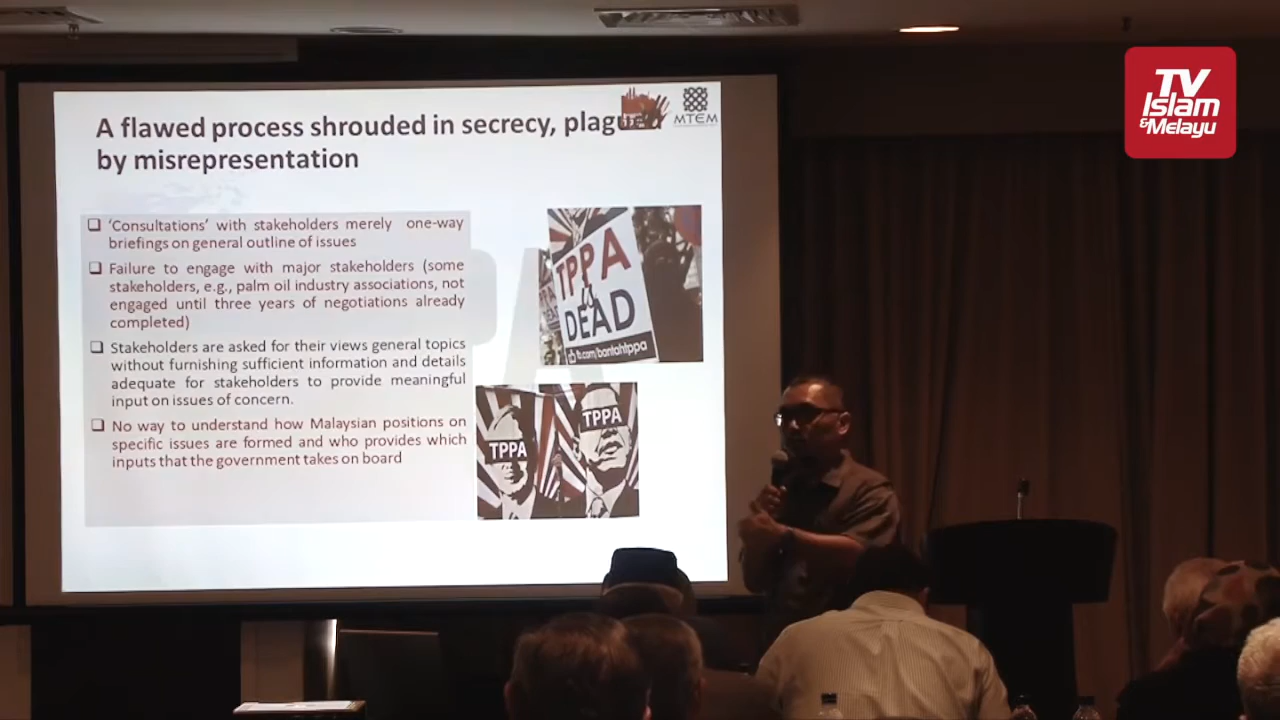 A flawed process shrouded in secrecy, plagued
by misrepresentation
MTEM
TV
Islam
&Melayu
‘Consultations’ with stakeholders merely one-way
briefings on general outline of issues
Failure to engage with major stakeholders (some
stakeholders, e.g., palm oil industry associations, not
engaged until three years of negotiations already
completed)
Stakeholders are asked for their views general topics
without furnishing sufficient information and details
adequate for stakeholders to provide meaningful
input on issues of concern.
No way to understand how Malaysian positions on
specific issues are formed and who provides which
inputs that the government takes on board
TPPA
is
DEAD
fb.com/bantahtppa
TPPA
TPPA